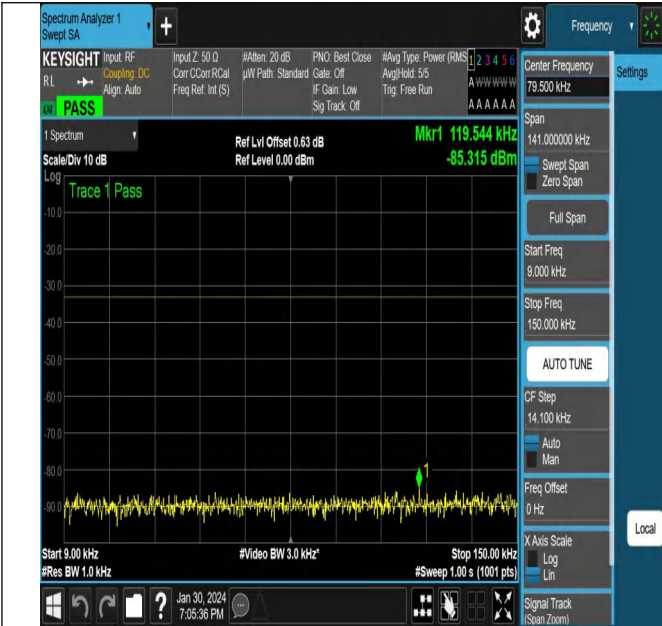 Spectrum Analyzer 1
Swept SA
+
Frequency
KEYSIGHT
RL
PASS
Input: RF
Coupling: DC
Align: Auto
Input Z: 50 Ω
Corr CCorr RCal
Freq Ref: Int (S)
#Atten: 20 dB
µW Path: Standard
PNO: Best Close
Gate: Off
IF Gain: Low
Sig Track: Off
#Avg Type: Power (RMS
Avg|Hold: 5/5
Trig: Free Run
1 2 3 4 5 6
A W W W W W
A A A A A A
1 Spectrum
Scale/Div 10 dB
Ref Lvl Offset 0.63 dB
Ref Level 0.00 dBm
Mkr1 119.544 kHz
-85.315 dBm
Log
Trace 1 Pass
-10.0
-20.0
-30.0
-40.0
-50.0
-60.0
-70.0
-80.0
-90.0
1
Start 9.00 kHz
#Res BW 1.0 kHz
#Video BW 3.0 kHz*
Stop 150.00 kHz
#Sweep 1.00 s (1001 pts)
?
Jan 30, 2024
7:05:36 PM
Center Frequency
79.500 kHz
Settings
Span
141.000000 kHz
Swept Span
Zero Span
Full Span
Start Freq
9.000 kHz
Stop Freq
150.000 kHz
AUTO TUNE
CF Step
14.100 kHz
Auto
Man
Freq Offset
0 Hz
Local
X Axis Scale
Log
Lin
Signal Track
(Span Zoom)